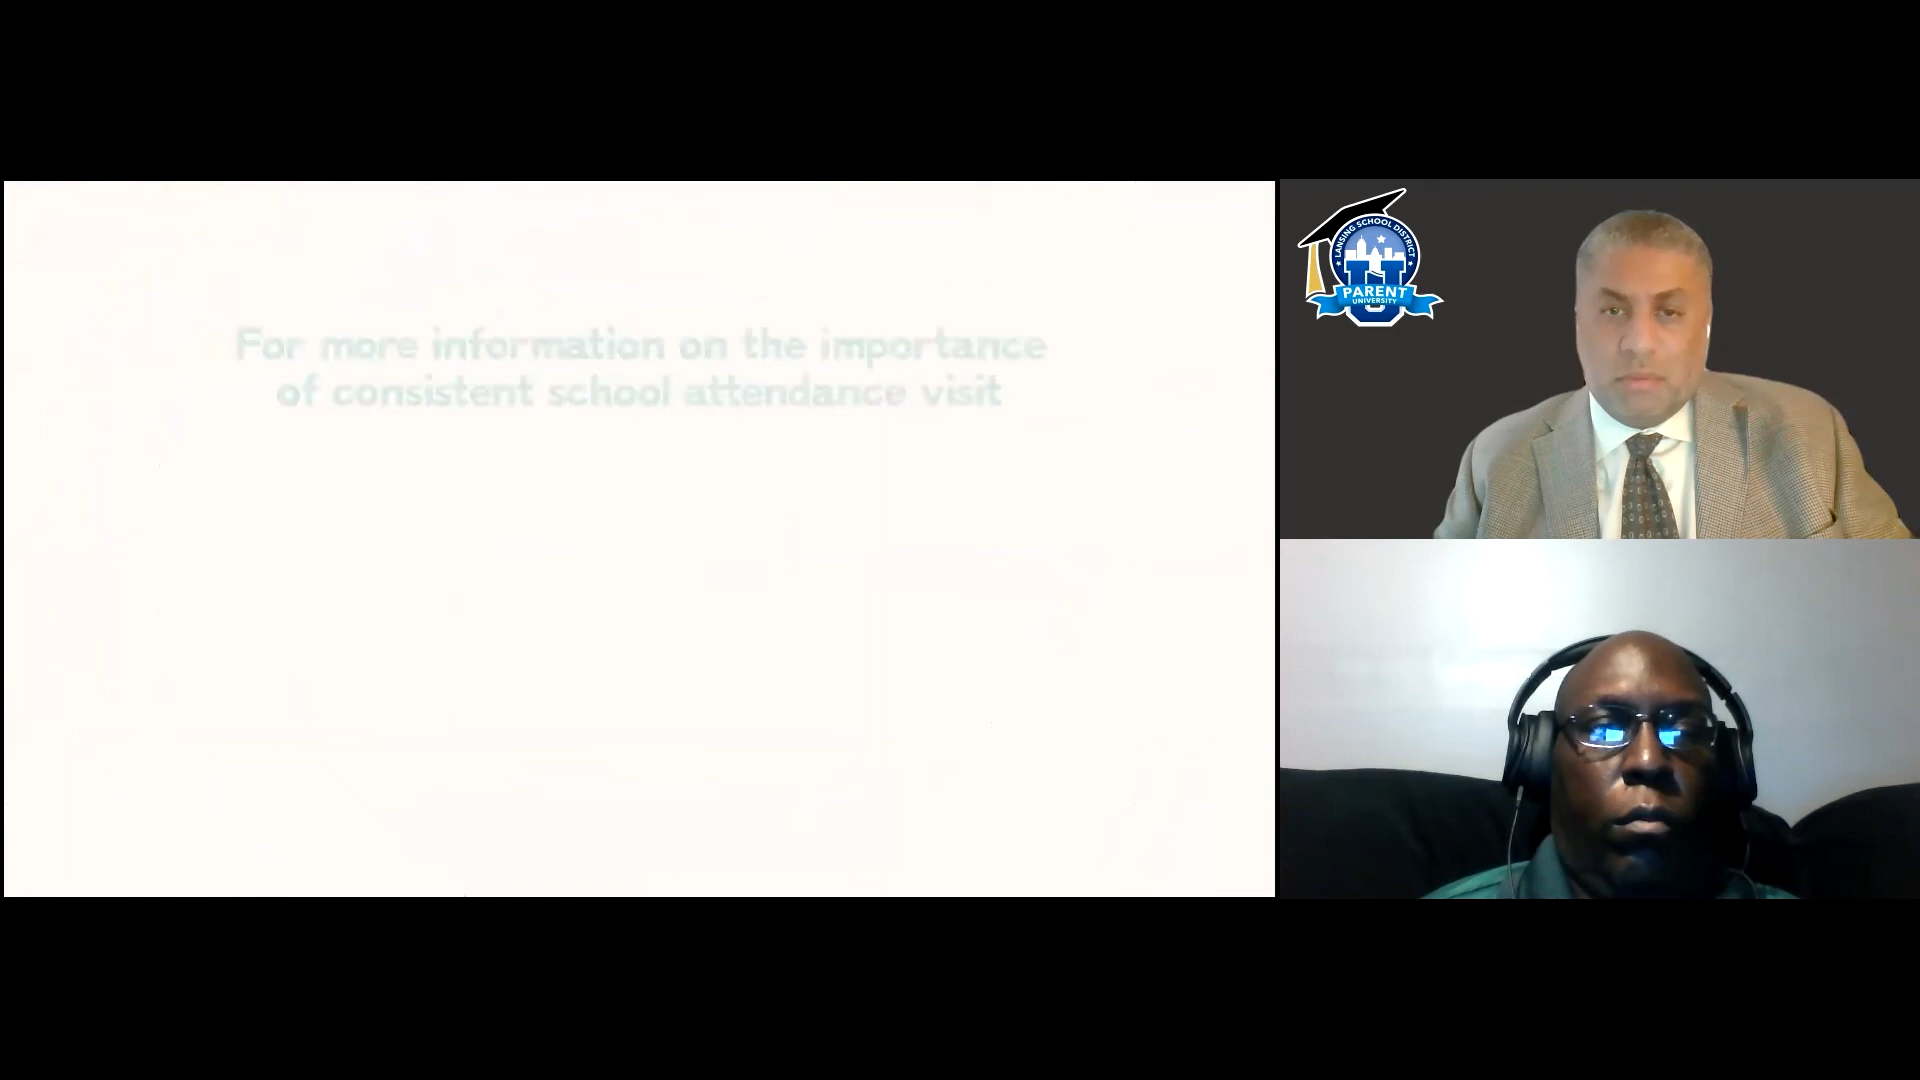 For more information on the importance
of consistent school attendance visit
LANSING SCHOOL DISTRICT
U
PARENT
UNIVERSITY